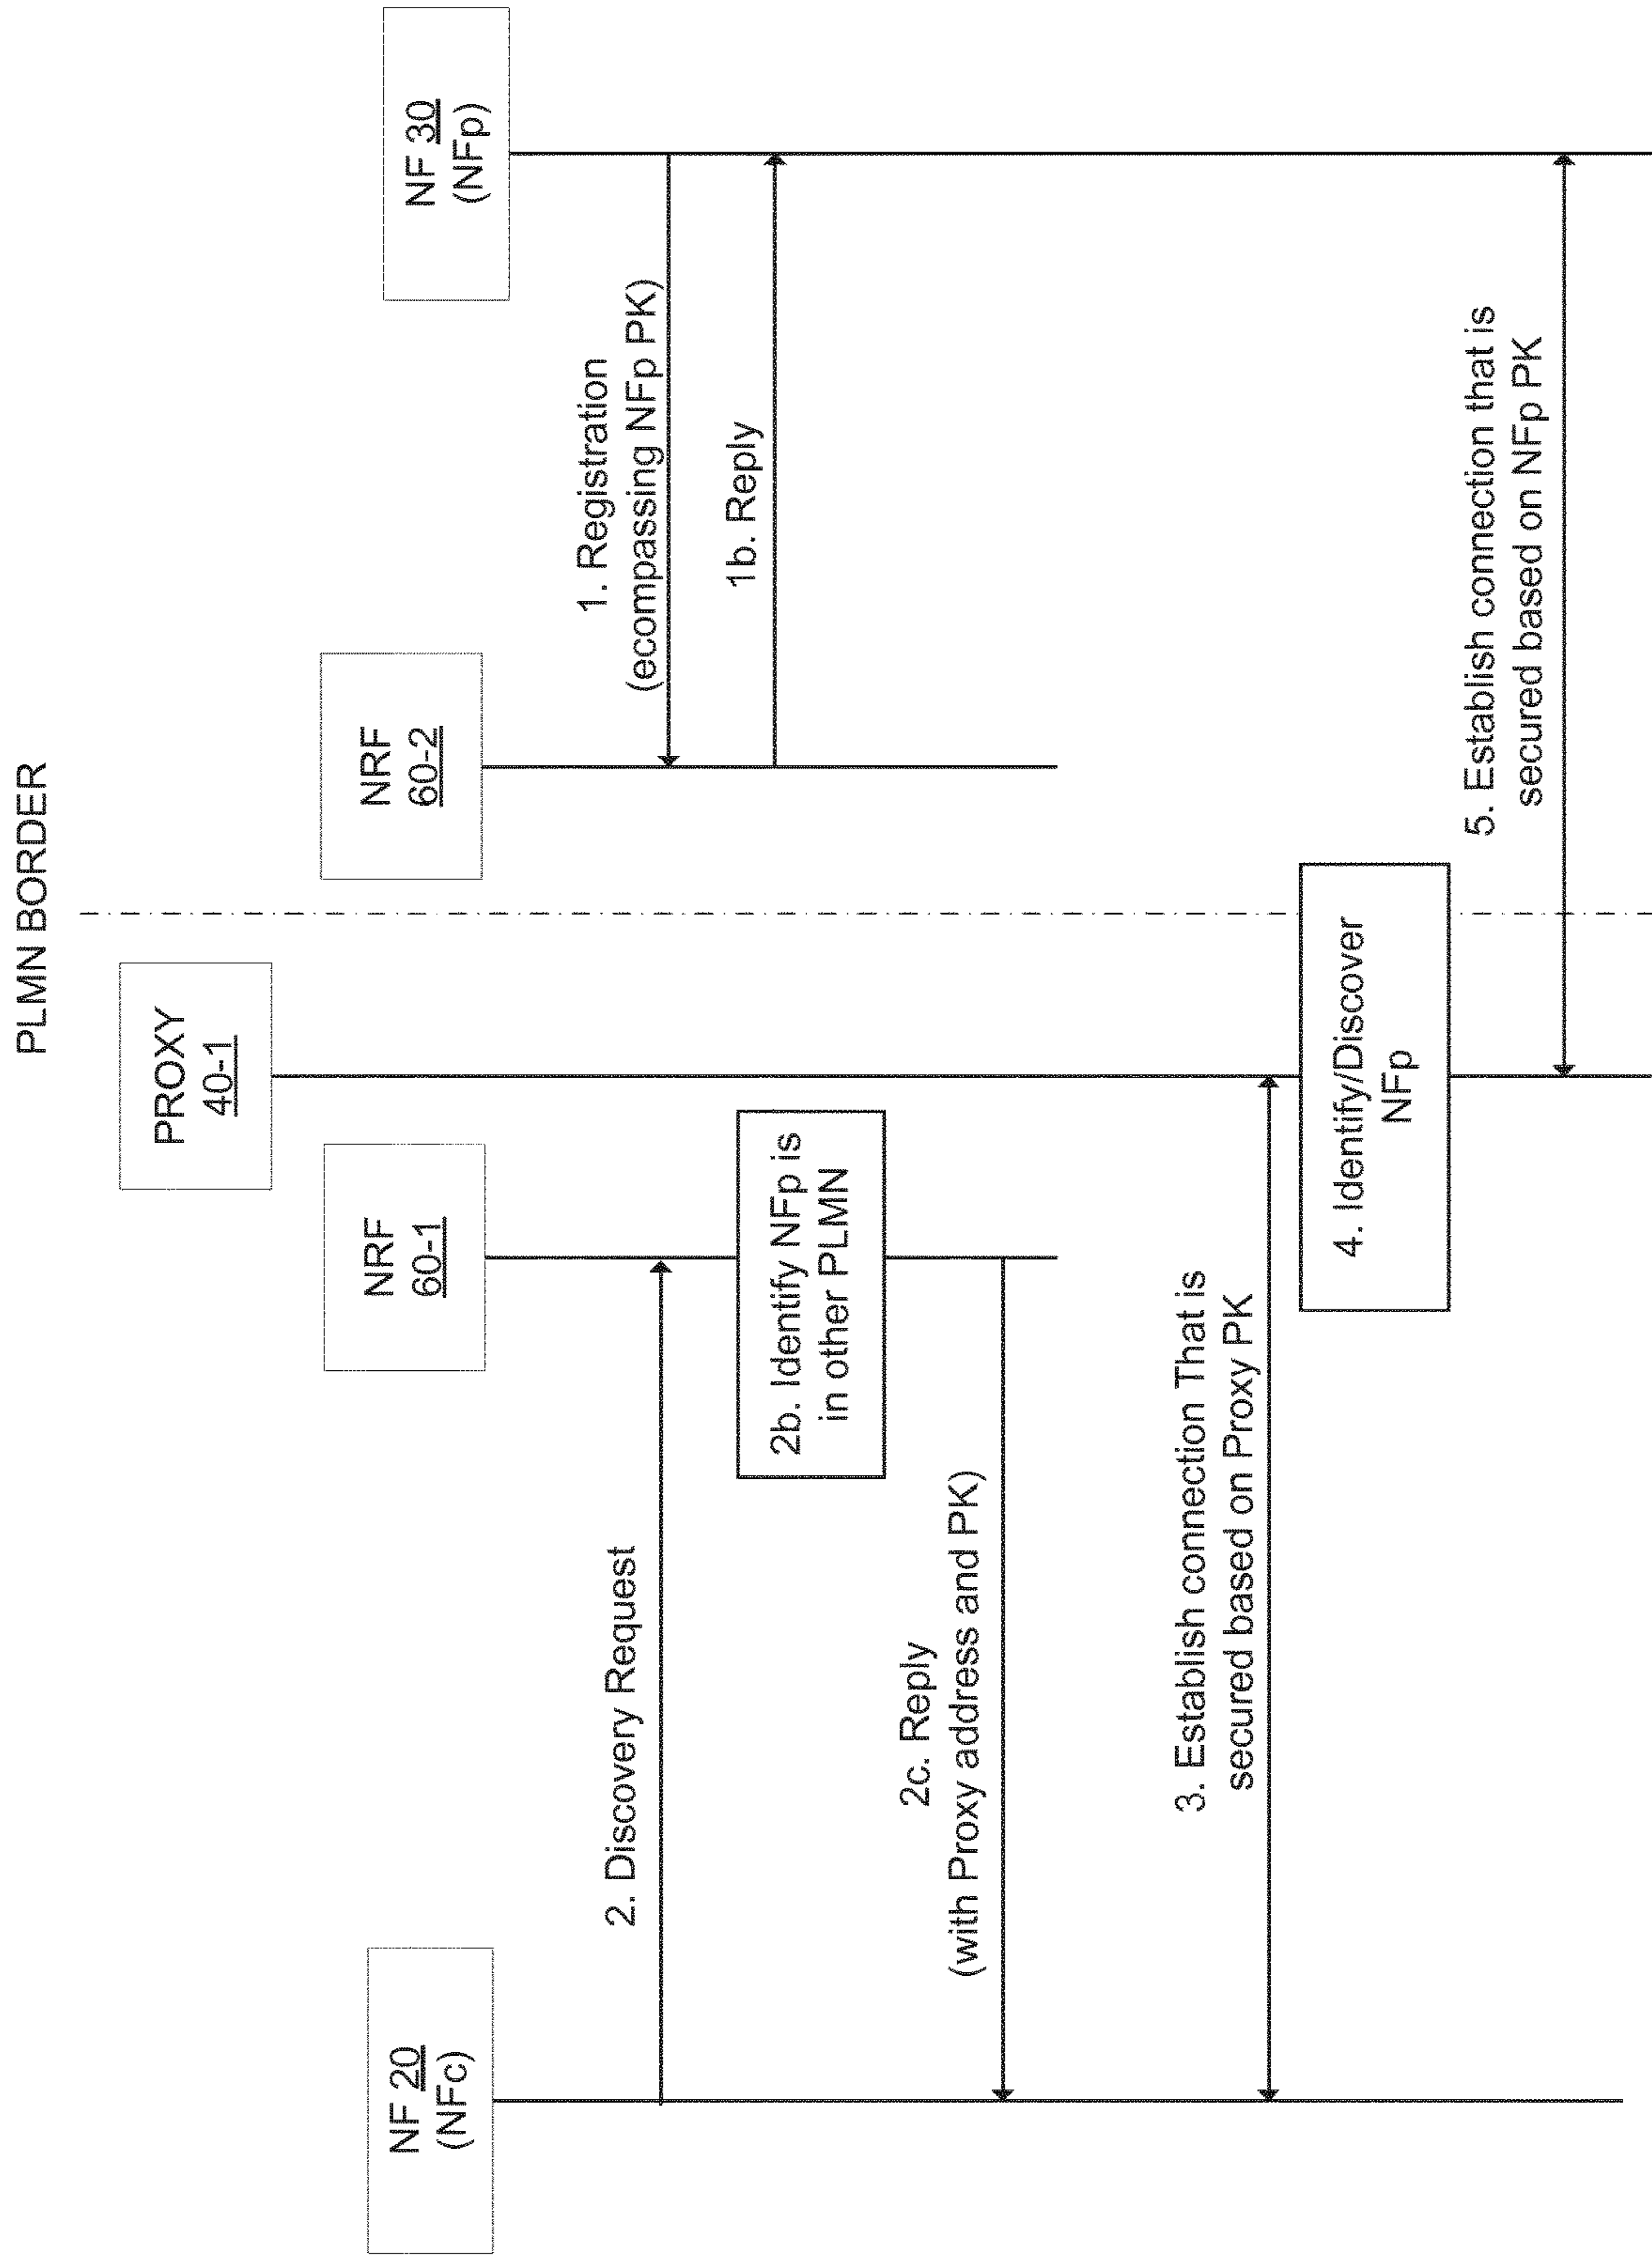 PLMN BORDER
PROXY
40-1
NRF
60-1
NRF
60-2
NF 20
(NFc)
NF 30
(NFp)
1. Registration
(ecompassing NFp PK)
1b. Reply
2. Discovery Request
2b. Identify NFp is
in other PLMN
2c. Reply
(with Proxy address and PK)
3. Establish connection That is
secured based on Proxy PK
4. Identify/Discover
NFp
5. Establish connection that is
secured based on NFp PK